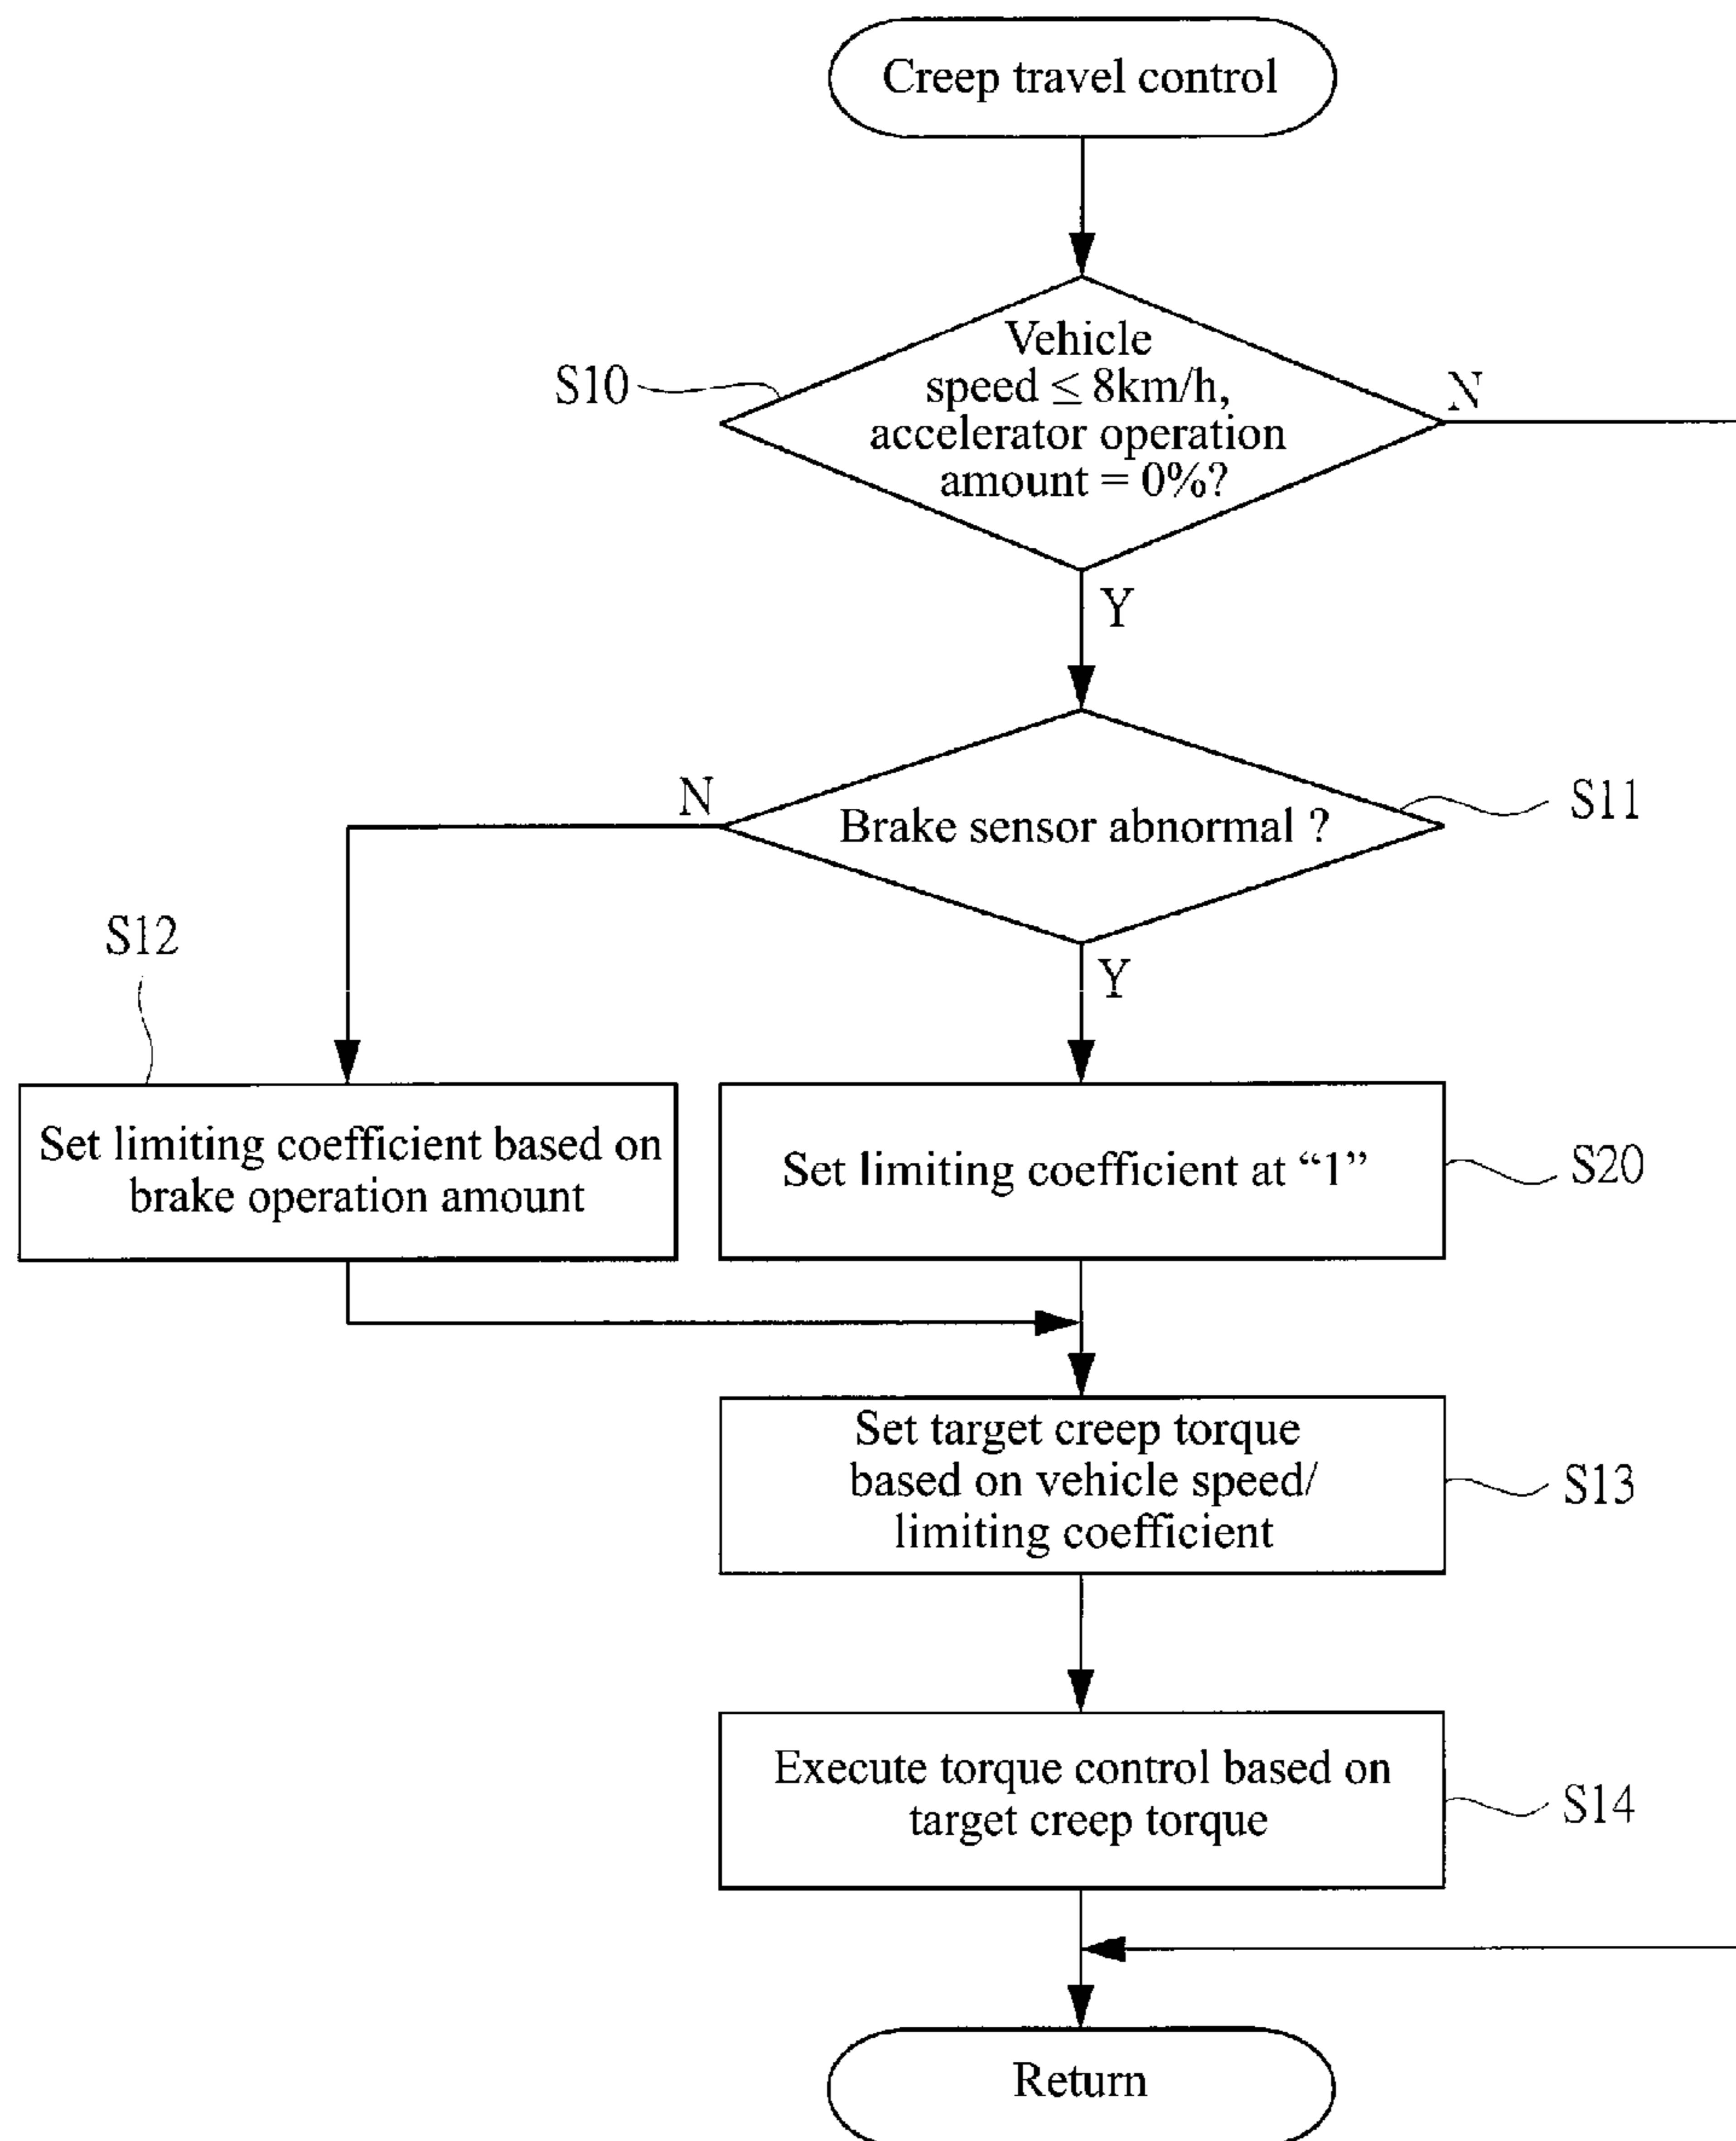 Creep travel control
Vehicle
speed ≤ 8km/h,
accelerator operation
amount = 0%?
S10
N
Y
Brake sensor abnormal ?
S11
N
Y
S12
Set limiting coefficient based on
brake operation amount
Set limiting coefficient at “1”
S20
Set target creep torque
based on vehicle speed/
limiting coefficient
S13
Execute torque control based on
target creep torque
S14
Return